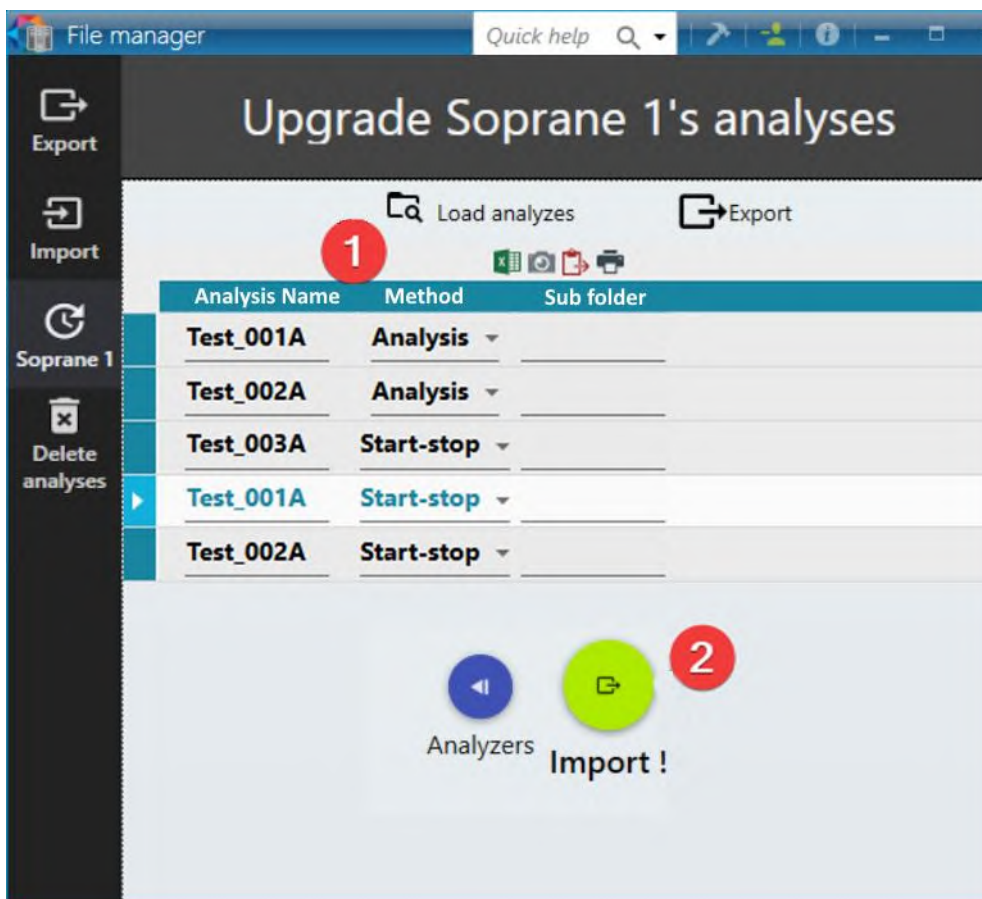 File manager
Quick help
Export
Upgrade Soprane 1's analyses
Import
Load analyzes
Export
1
Analysis Name Method Sub folder
Soprane 1
Test_001A Analysis
Test_002A Analysis
Delete
analyses
Test_003A Start-stop
Test_001A Start-stop
Test_002A Start-stop
2
Analyzers
Import !